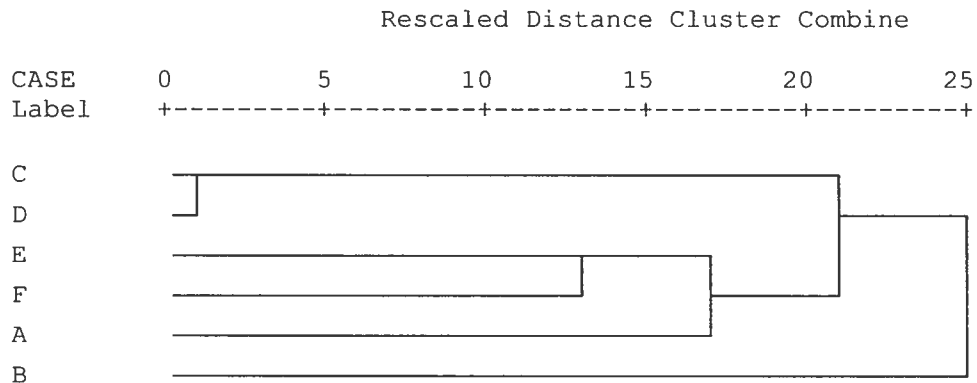 Rescaled Distance Cluster Combine
CASE 0 5 10 15 20 25
Label +---------+---------+---------+---------+---------+
C
D
E
F
A
B